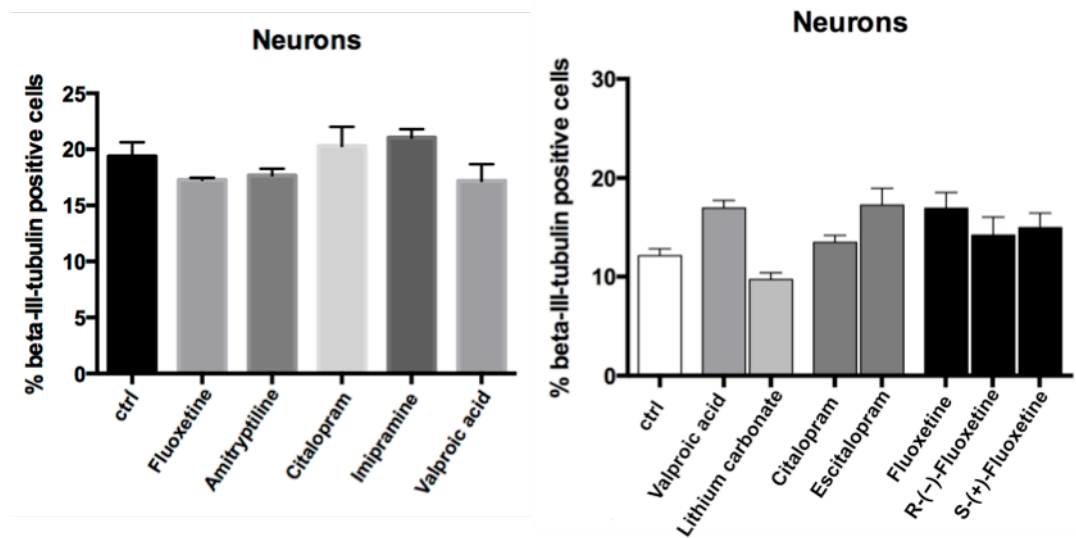 Neurons
% beta-III-tubulin positive cells
25
20
15
10
5
0
ctrl
Fluoxetine
Amitryptiline
Citalopram
Imipramine
Valproic acid
Neurons
% beta-III-tubulin positive cells
30
20
10
0
ctrl
Valproic acid
Lithium carbonate
Citalopram
Escitalopram
Fluoxetine
R-(−)-Fluoxetine
S-(+)-Fluoxetine